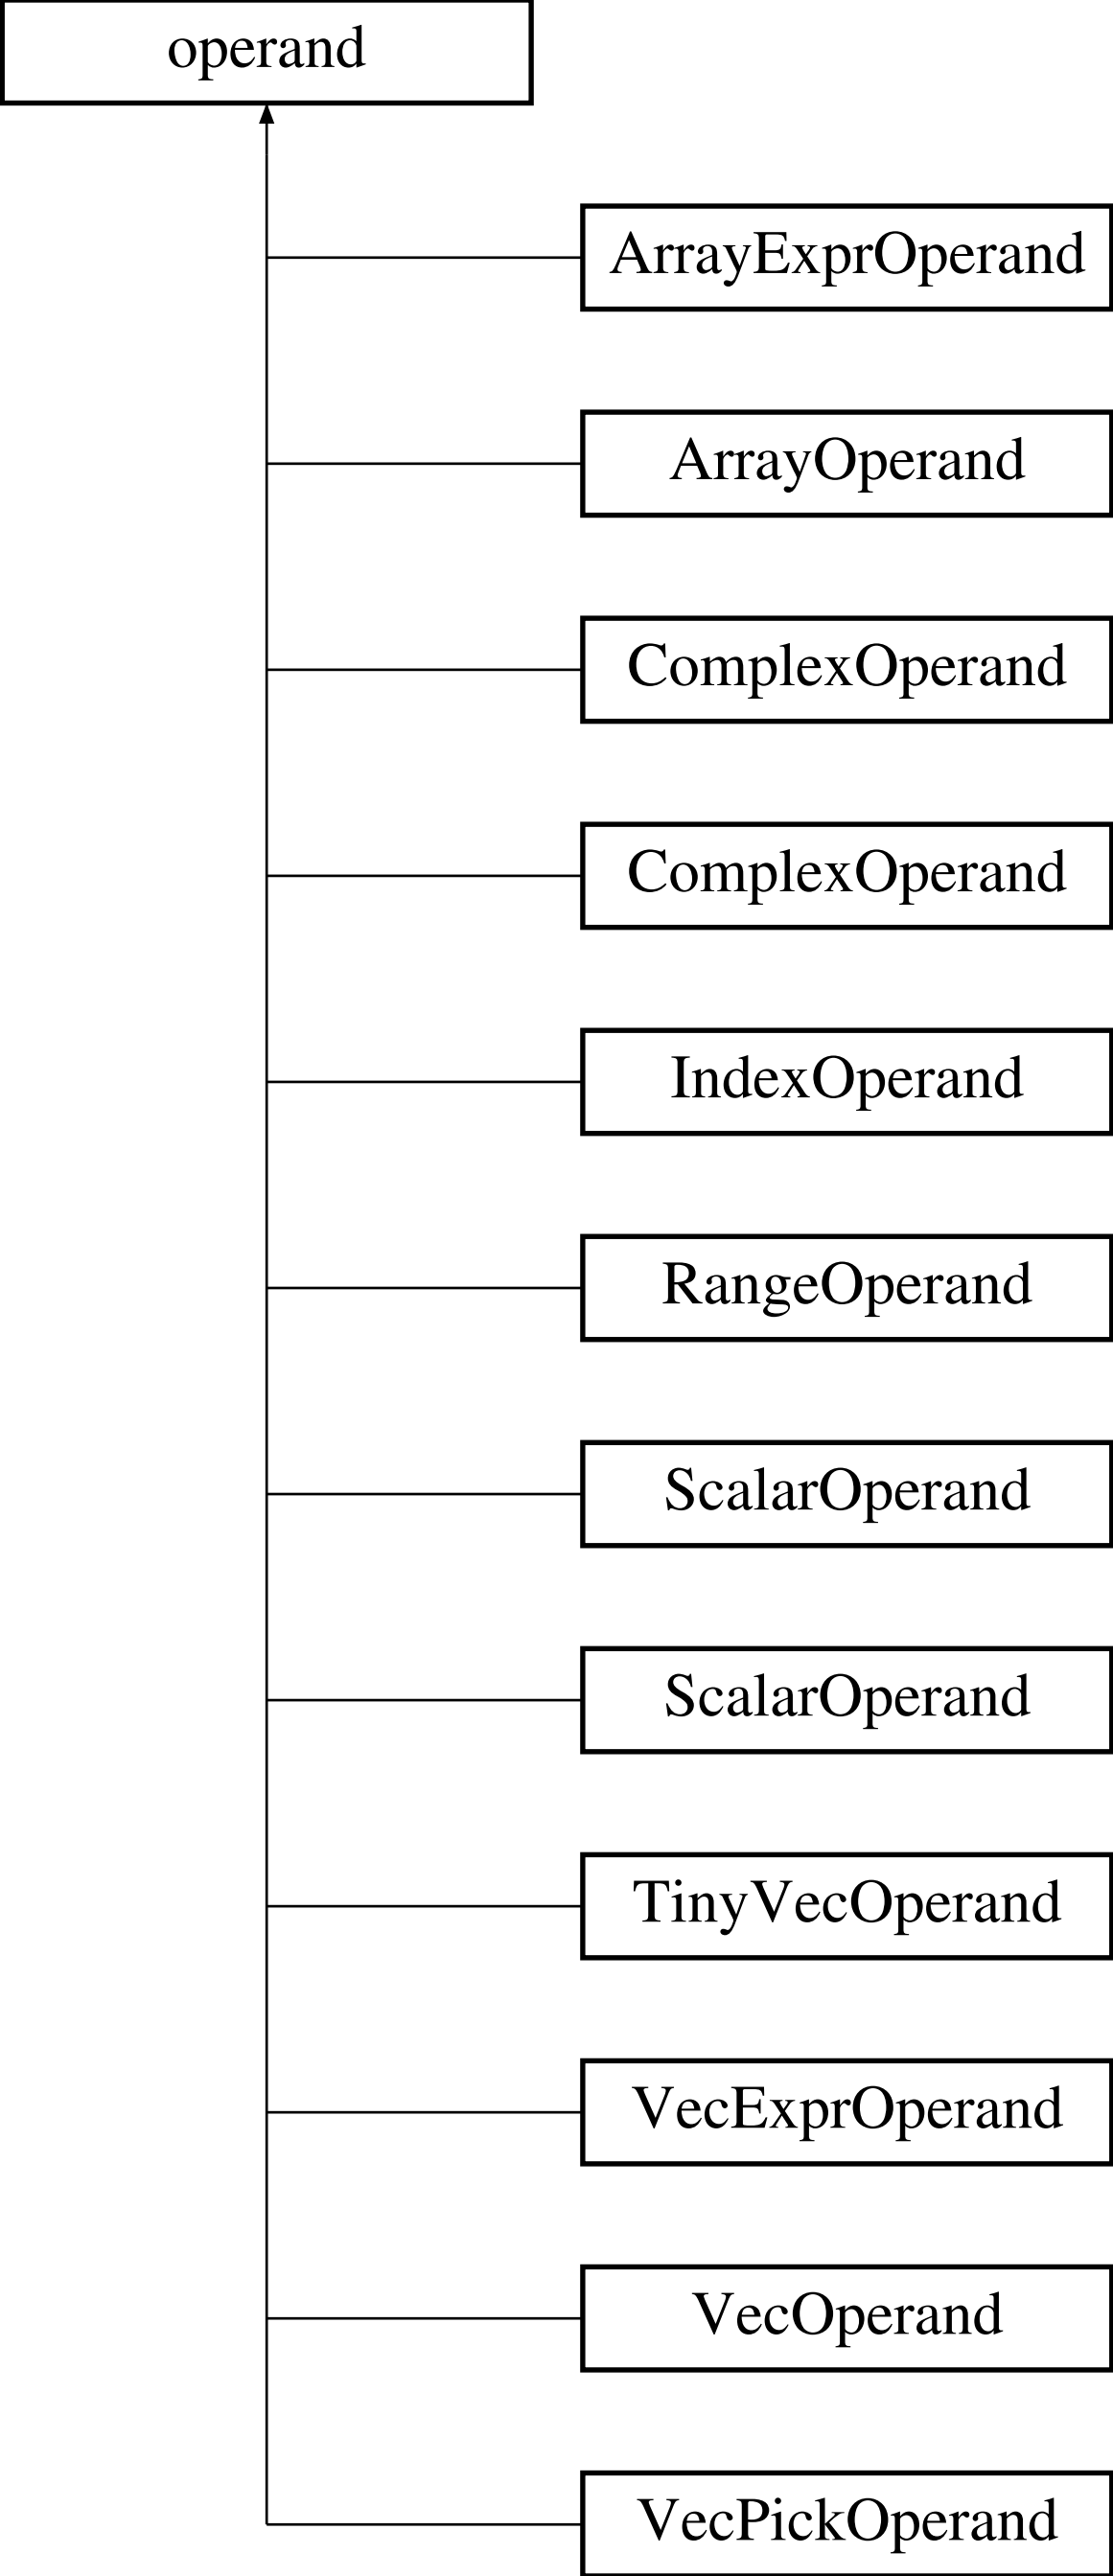 operand
ArrayExprOperand
ArrayOperand
ComplexOperand
ComplexOperand
IndexOperand
RangeOperand
ScalarOperand
ScalarOperand
TinyVecOperand
VecExprOperand
VecOperand
VecPickOperand